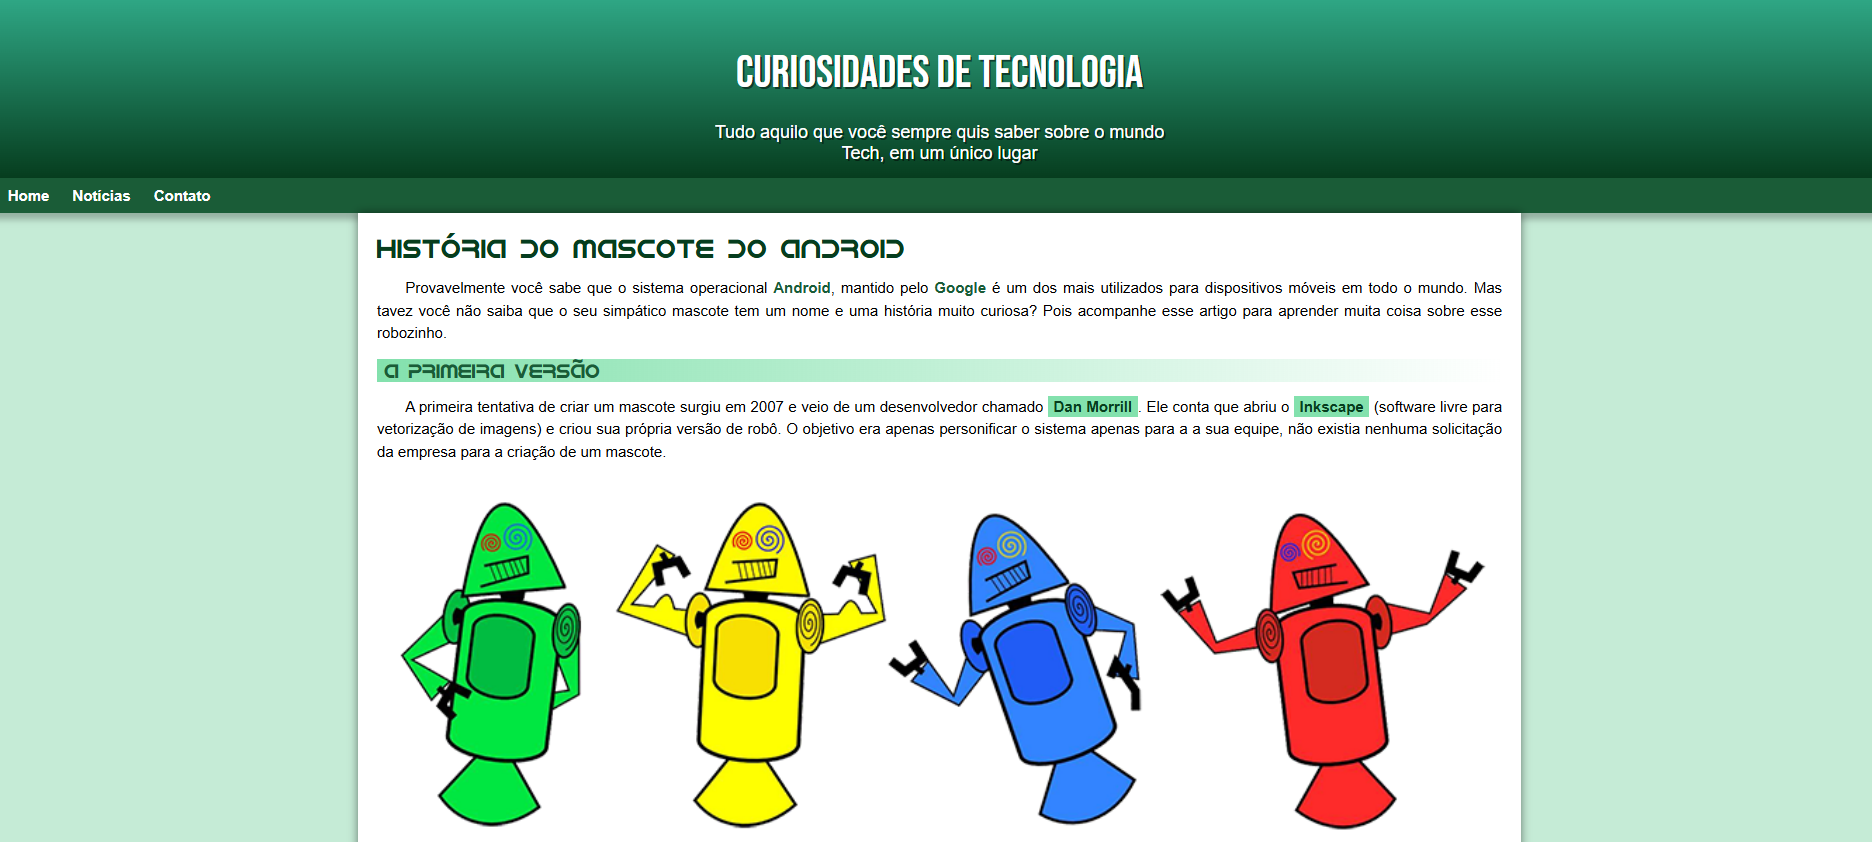 CURIOSIDADES DE TECNOLOGIA
Tudo aquilo que você sempre quis saber sobre o mundo
Tech, em um único lugar
Home Notícias Contato
HISTÓRIA DO MASCOTE DO ANDROID
Provavelmente você sabe que o sistema operacional Android, mantido pelo Google é um dos mais utilizados para dispositivos móveis em todo o mundo. Mas
tavez você não saiba que o seu simpático mascote tem um nome e uma história muito curiosa? Pois acompanhe esse artigo para aprender muita coisa sobre esse
robozinho.
A PRIMEIRA VERSÃO
A primeira tentativa de criar um mascote surgiu em 2007 e veio de um desenvolvedor chamado Dan Morrill. Ele conta que abriu o Inkscape (software livre para
vetorização de imagens) e criou sua própria versão de robô. O objetivo era apenas personificar o sistema apenas para a a sua equipe, não existia nenhuma solicitação
da empresa para a criação de um mascote.